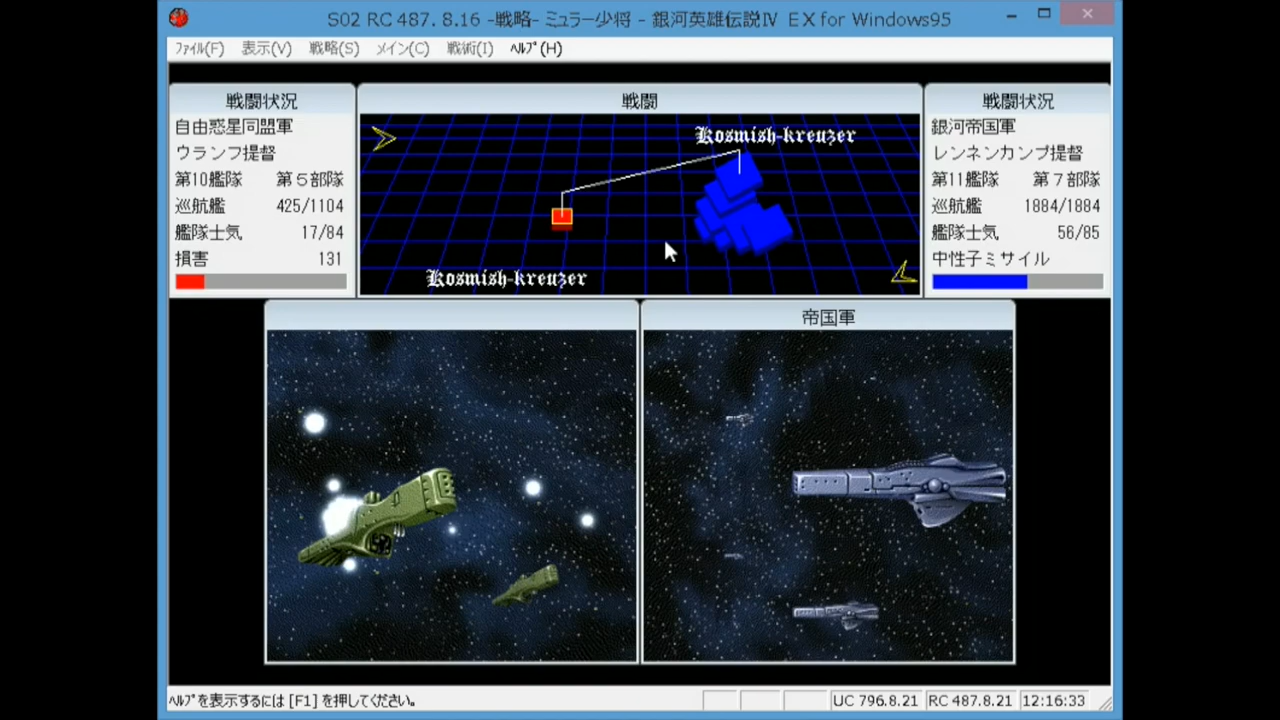 S02 RC 487. 8.16 -戦略- ミュラー少将 - 銀河英雄伝説Ⅳ EX for Windows95
ﾌｧｲﾙ(F) 表示(V) 戦略(S) ﾒｲﾝ(C) 戦術(I) ﾍﾙﾌﾟ(H)
戦闘状況
自由惑星同盟軍
ウランフ提督
第10艦隊 第５部隊
巡航艦 425/1104
艦隊士気 17/84
損害 131
戦闘
Kosmish-kreuzer
Kosmish-kreuzer
戦闘状況
銀河帝国軍
レンネンカンプ提督
第11艦隊 第７部隊
巡航艦 1884/1884
艦隊士気 56/85
中性子ミサイル
帝国軍
ﾍﾙﾌﾟを表示するには [F1] を押してください。
UC 796.8.21 RC 487.8.21 12:16:33